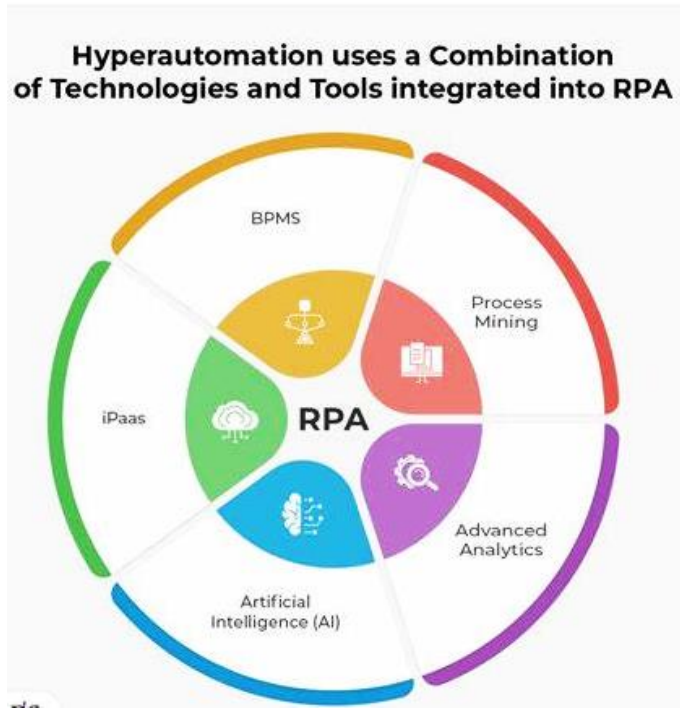 Hyperautomation uses a Combination
of Technologies and Tools integrated into RPA
BPMS
Process
Mining
iPaas
RPA
Advanced
Analytics
Artificial
Intelligence (AI)